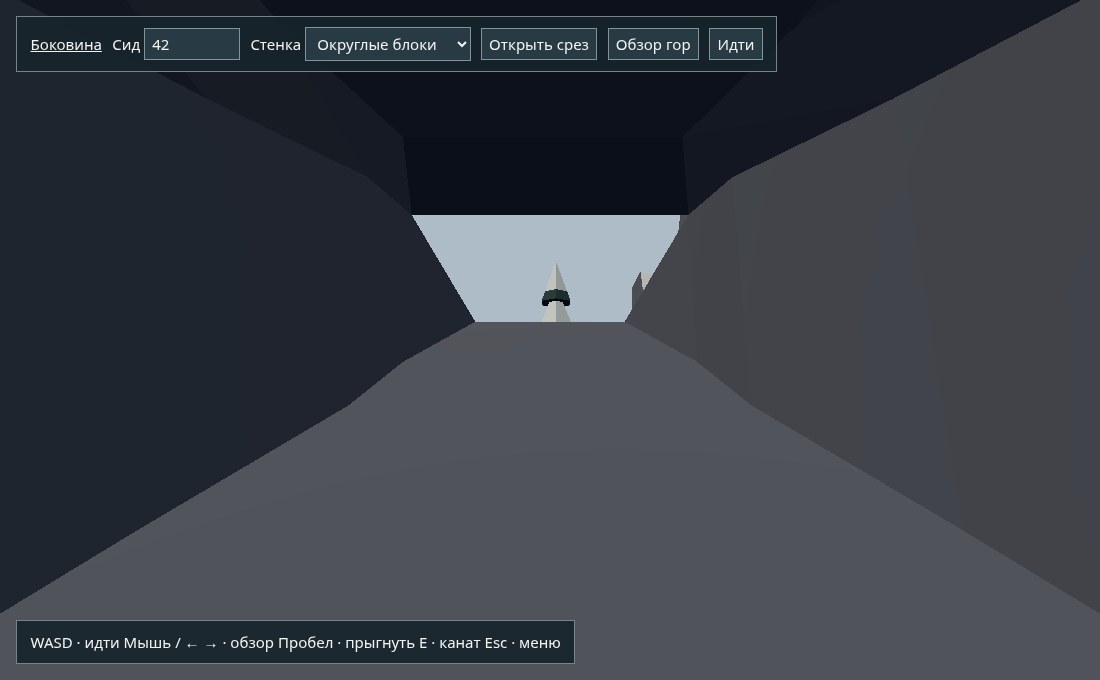 Боковина Сид 42 Стенка Округлые блоки Открыть срез Обзор гор Идти
WASD · идти Мышь / ← → · обзор Пробел · прыгнуть E · канат Esc · меню